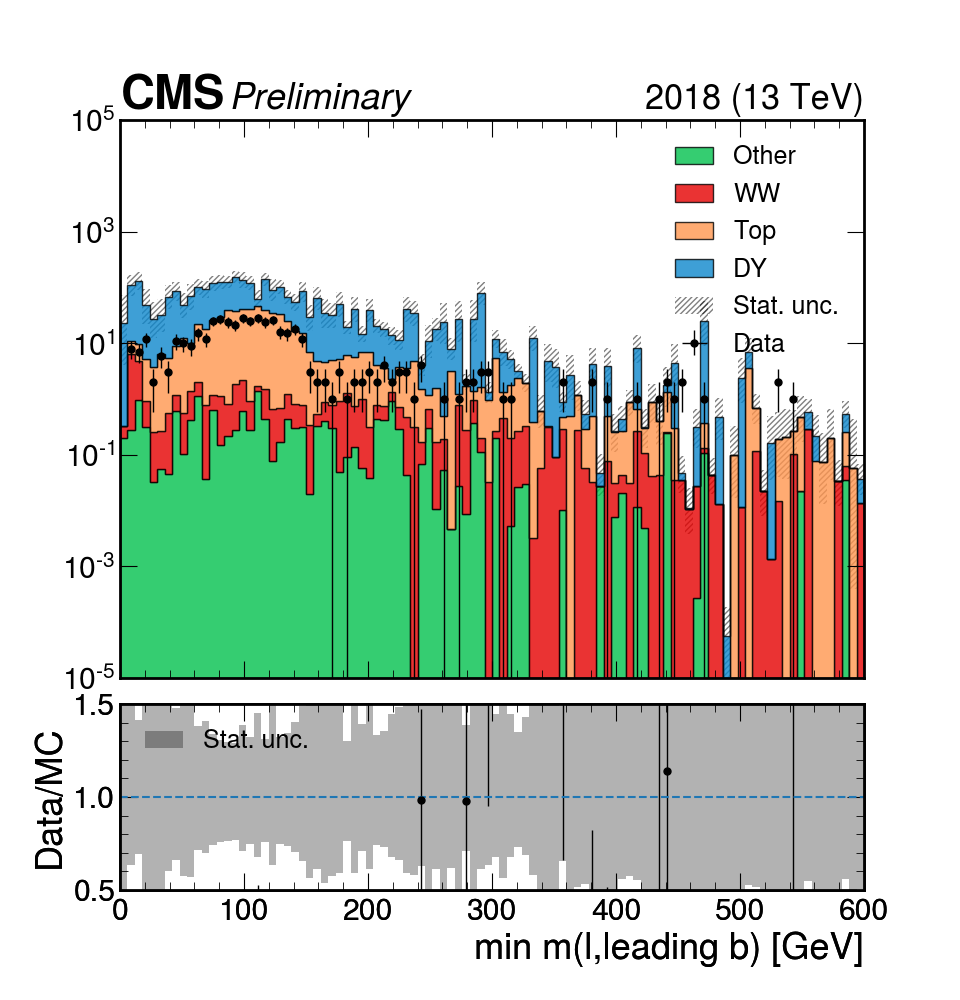 CMS Preliminary 2018 (13 TeV)
10^5
10^3
10^1
10^-1
10^-3
10^-5
Other
WW
Top
DY
Stat. unc.
Data
Data/MC
1.5
1.0
0.5
Stat. unc.
0 100 200 300 400 500 600
min m(l,leading b) [GeV]